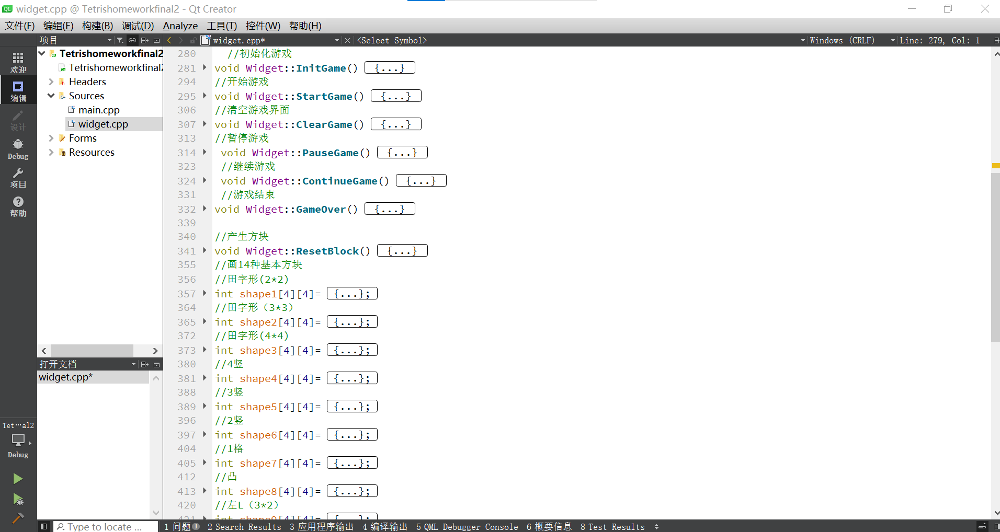 QC widget.cpp @ Tetrishomeworkfinal2 - Qt Creator
文件(F) 编辑(E) 构建(B) 调试(D) Analyze 工具(T) 控件(W) 帮助(H)
项目 widget.cpp* <Select Symbol> Windows (CRLF) Line: 279, Col: 1
欢迎
编辑
设计
Debug
项目
帮助
Tet…al2
Debug
Tetrishomeworkfinal2
Tetrishomeworkfinal2
Headers
Sources
main.cpp
widget.cpp
Forms
Resources
打开文档
widget.cpp*
280 //初始化游戏
281 void Widget::InitGame() {...}
294 //开始游戏
295 void Widget::StartGame() {...}
306 //清空游戏界面
307 void Widget::ClearGame() {...}
313 //暂停游戏
314 void Widget::PauseGame() {...}
323 //继续游戏
324 void Widget::ContinueGame() {...}
331 //游戏结束
332 void Widget::GameOver() {...}
339
340 //产生方块
341 void Widget::ResetBlock() {...}
355 //画14种基本方块
356 //田字形(2*2)
357 int shape1[4][4]= {...};
364 //田字形（3*3）
365 int shape2[4][4]= {...};
372 //田字形(4*4)
373 int shape3[4][4]= {...};
380 //4竖
381 int shape4[4][4]= {...};
388 //3竖
389 int shape5[4][4]= {...};
396 //2竖
397 int shape6[4][4]= {...};
404 //1格
405 int shape7[4][4]= {...};
412 //凸
413 int shape8[4][4]= {...};
420 //左L（3*2）
421 int shape9[4][4]= {...};
Type to locate ... 1 问题 1 2 Search Results 3 应用程序输出 4 编译输出 5 QML Debugger Console 6 概要信息 8 Test Results